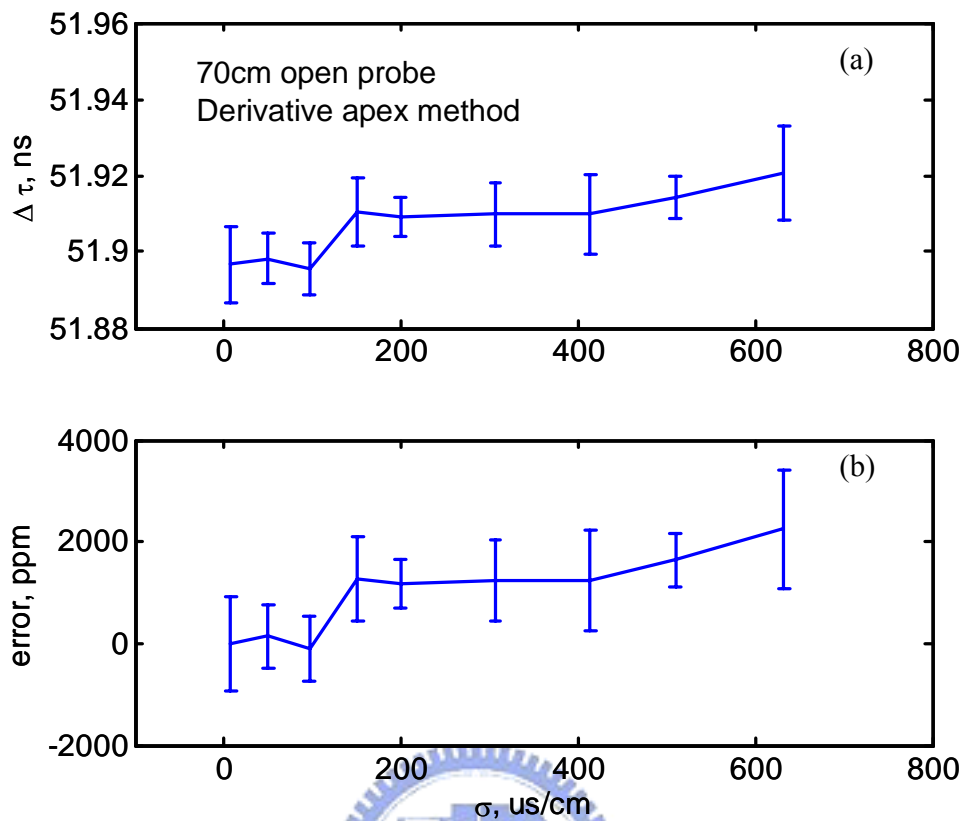 51.96
(a)
70cm open probe
51.94
Derivative apex method
Δ τ, ns
51.92
51.9
51.88
0 200 400 600 800
4000
(b)
error, ppm
2000
0
-2000
0 200 400 600 800
σ, us/cm